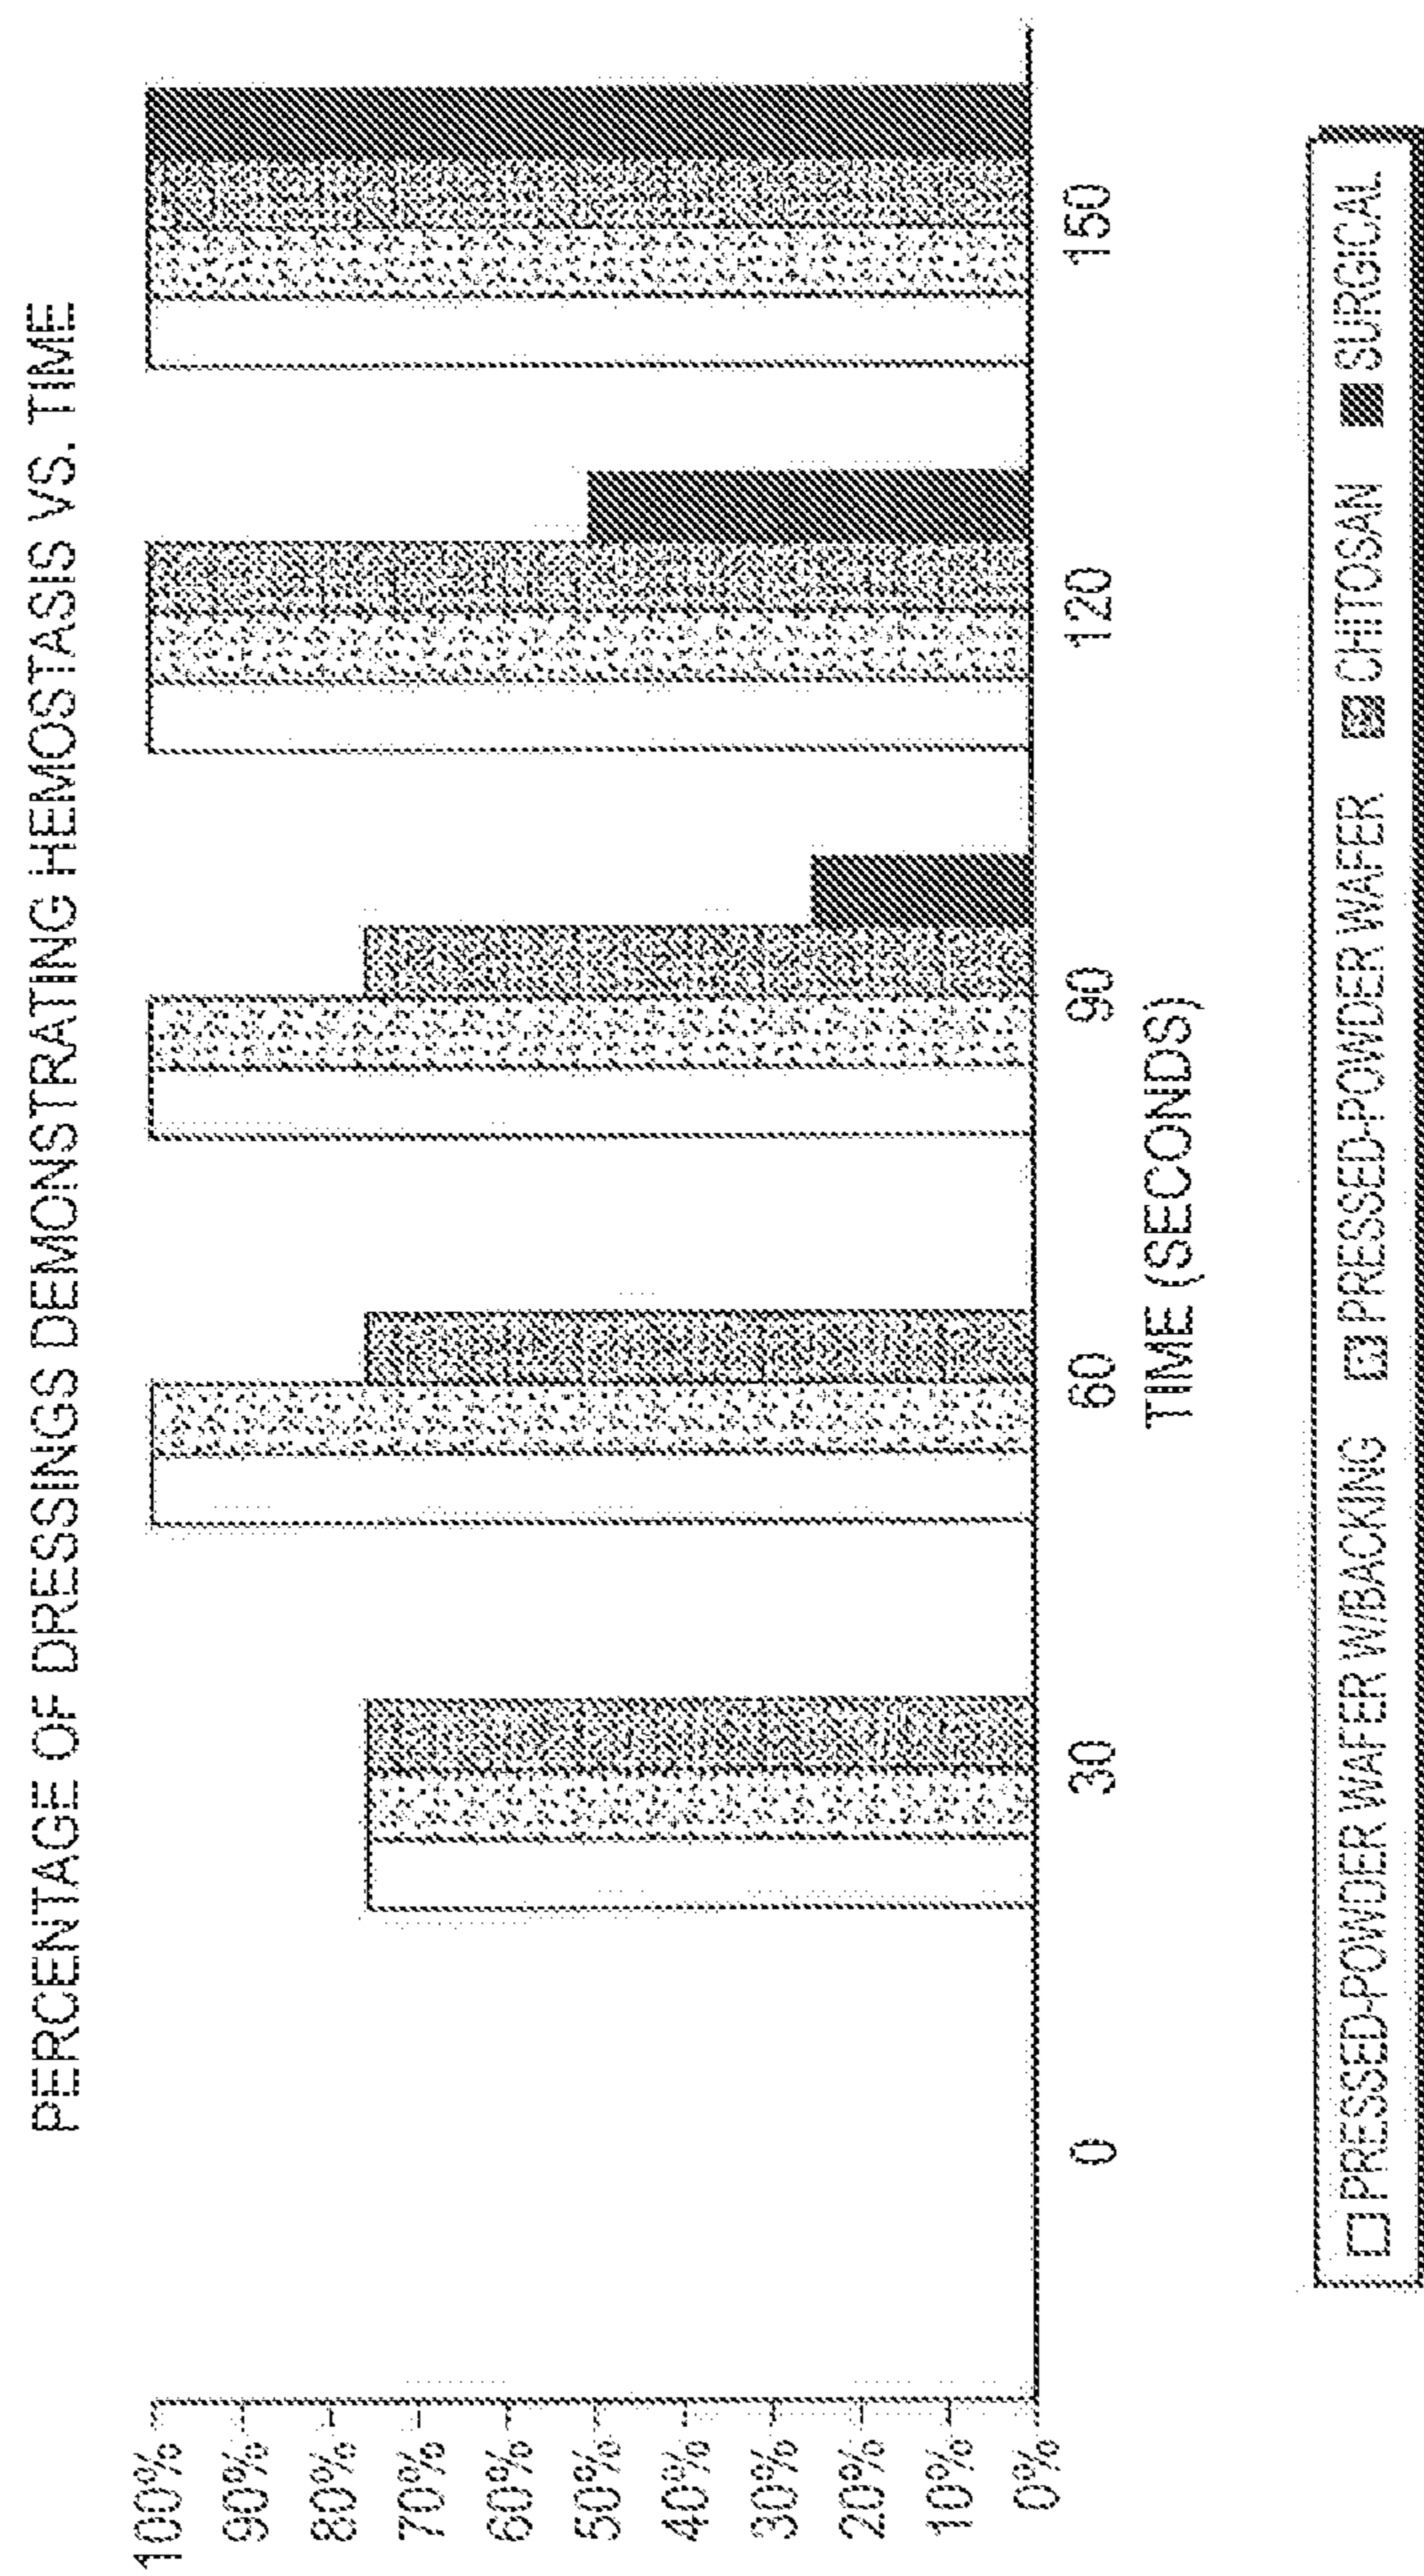 PERCENTAGE OF DRESSINGS DEMONSTRATING HEMOSTASIS VS. TIME
100%
90%
80%
70%
60%
50%
40%
30%
20%
10%
0%
0 30 60 90 120 150
TIME (SECONDS)
PRESSED-POWDER WAFER W/BACKING PRESSED-POWDER WAFER CHITOSAN SURGICAL